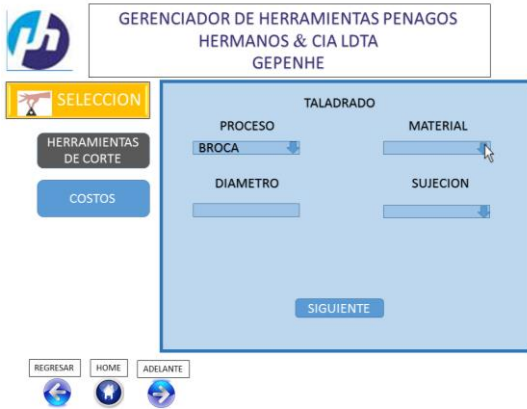 GERENCIADOR DE HERRAMIENTAS PENAGOS
HERMANOS & CIA LDTA
GEPENHE
ph
SELECCION
HERRAMIENTAS
DE CORTE
COSTOS
TALADRADO
PROCESO
MATERIAL
BROCA
DIAMETRO
SUJECION
SIGUIENTE
REGRESAR
HOME
ADELANTE